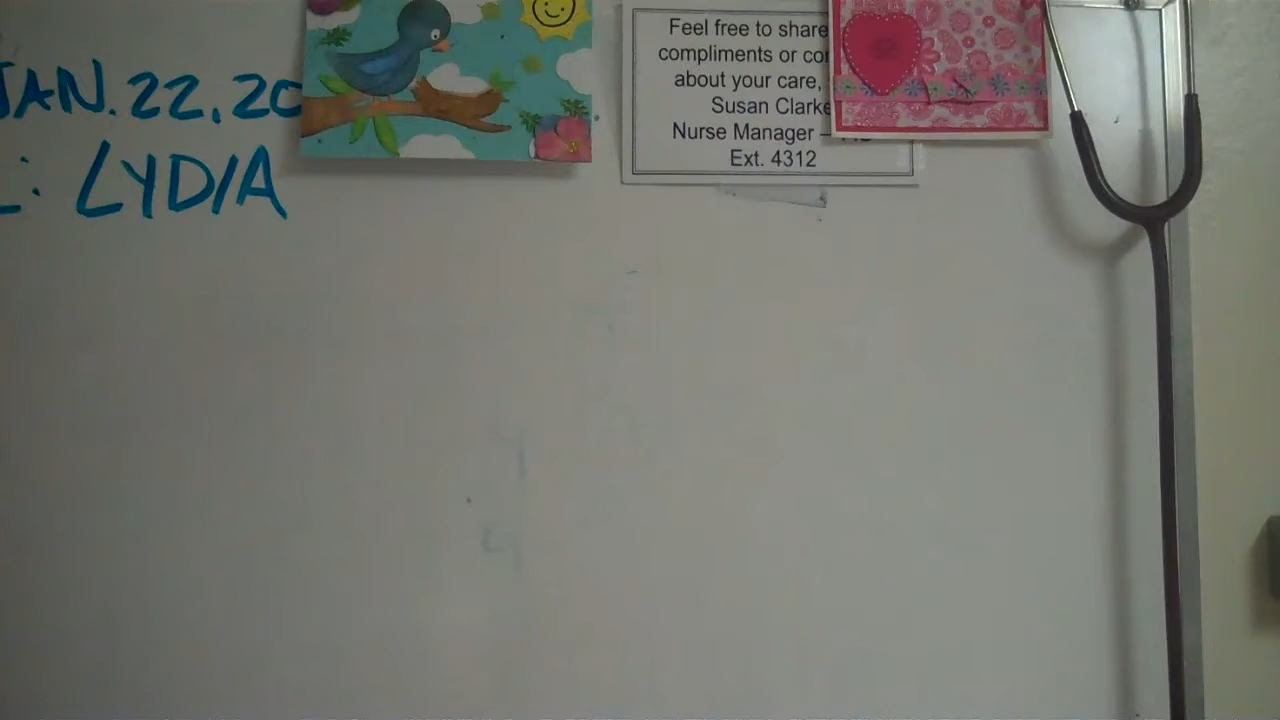 JAN.22,20
: LYDIA
Feel free to share
compliments or
about your care,
Susan Clarke
Nurse Manager –
Ext. 4312